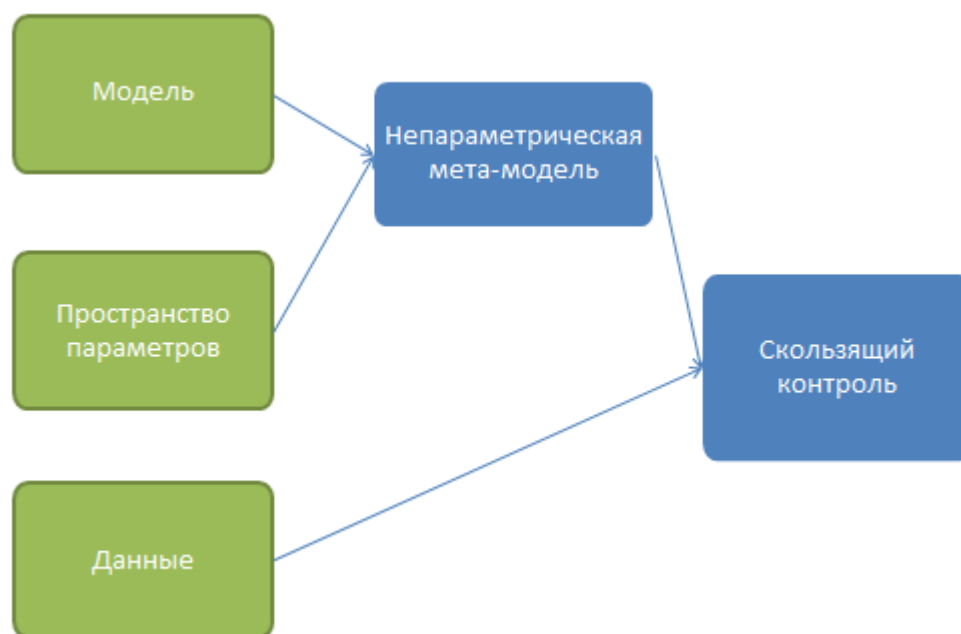 Модель
Непараметрическая
мета-модель
Пространство
параметров
Скользящий
контроль
Данные